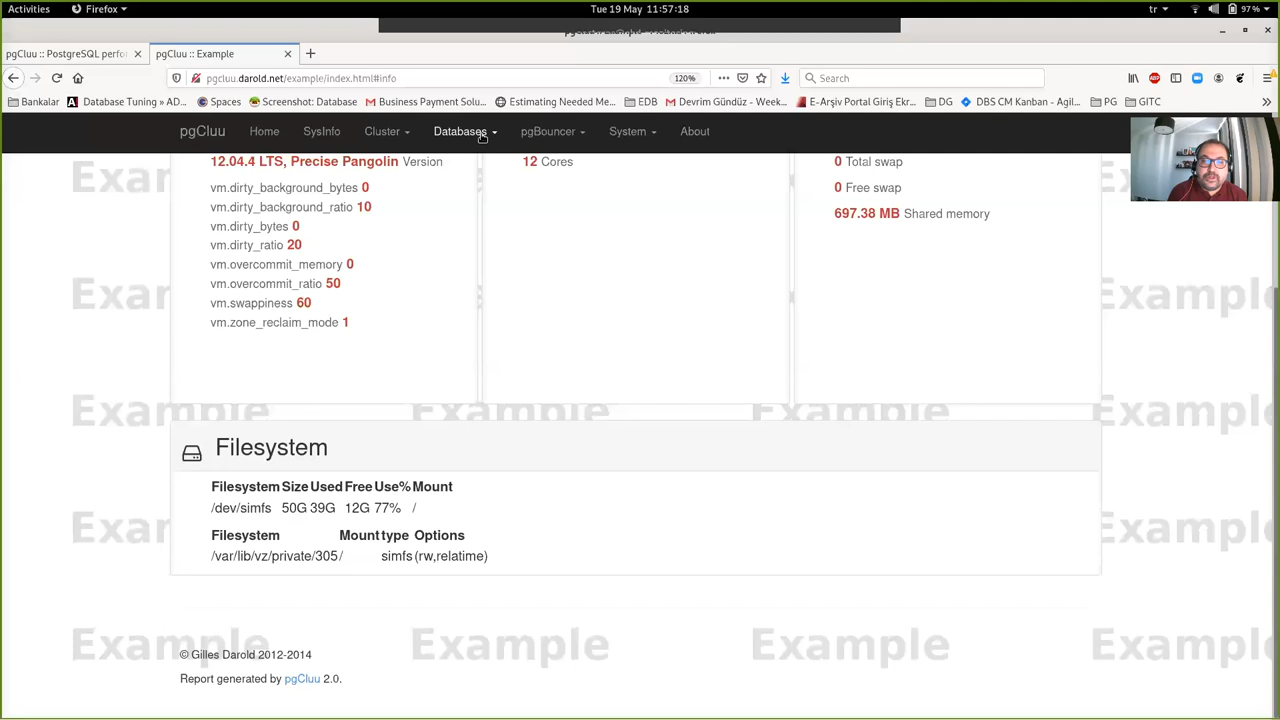 Activities Firefox Tue 19 May 11:57:18 tr 97%
pgCluu :: PostgreSQL perfo pgCluu :: Example
pgcluu.darold.net/example/index.html#info 120% Search
Bankalar Database Tuning » AD... Spaces Screenshot: Database Business Payment Solu... Estimating Needed Me... EDB Devrim Gündüz - Week... E-Arşiv Portal Giriş Ekr... DG DBS CM Kanban - Agil... PG GITC
pgCluu Home SysInfo Cluster Databases pgBouncer System About
12.04.4 LTS, Precise Pangolin Version 12 Cores 0 Total swap
vm.dirty_background_bytes 0 0 Free swap
vm.dirty_background_ratio 10 697.38 MB Shared memory
vm.dirty_bytes 0
vm.dirty_ratio 20
vm.overcommit_memory 0
vm.overcommit_ratio 50
vm.swappiness 60
vm.zone_reclaim_mode 1
Filesystem
Filesystem Size Used Free Use% Mount
/dev/simfs 50G 39G 12G 77% /
Filesystem Mount type Options
/var/lib/vz/private/305 / simfs (rw,relatime)
Example Example Example Example
© Gilles Darold 2012-2014
Report generated by pgCluu 2.0.